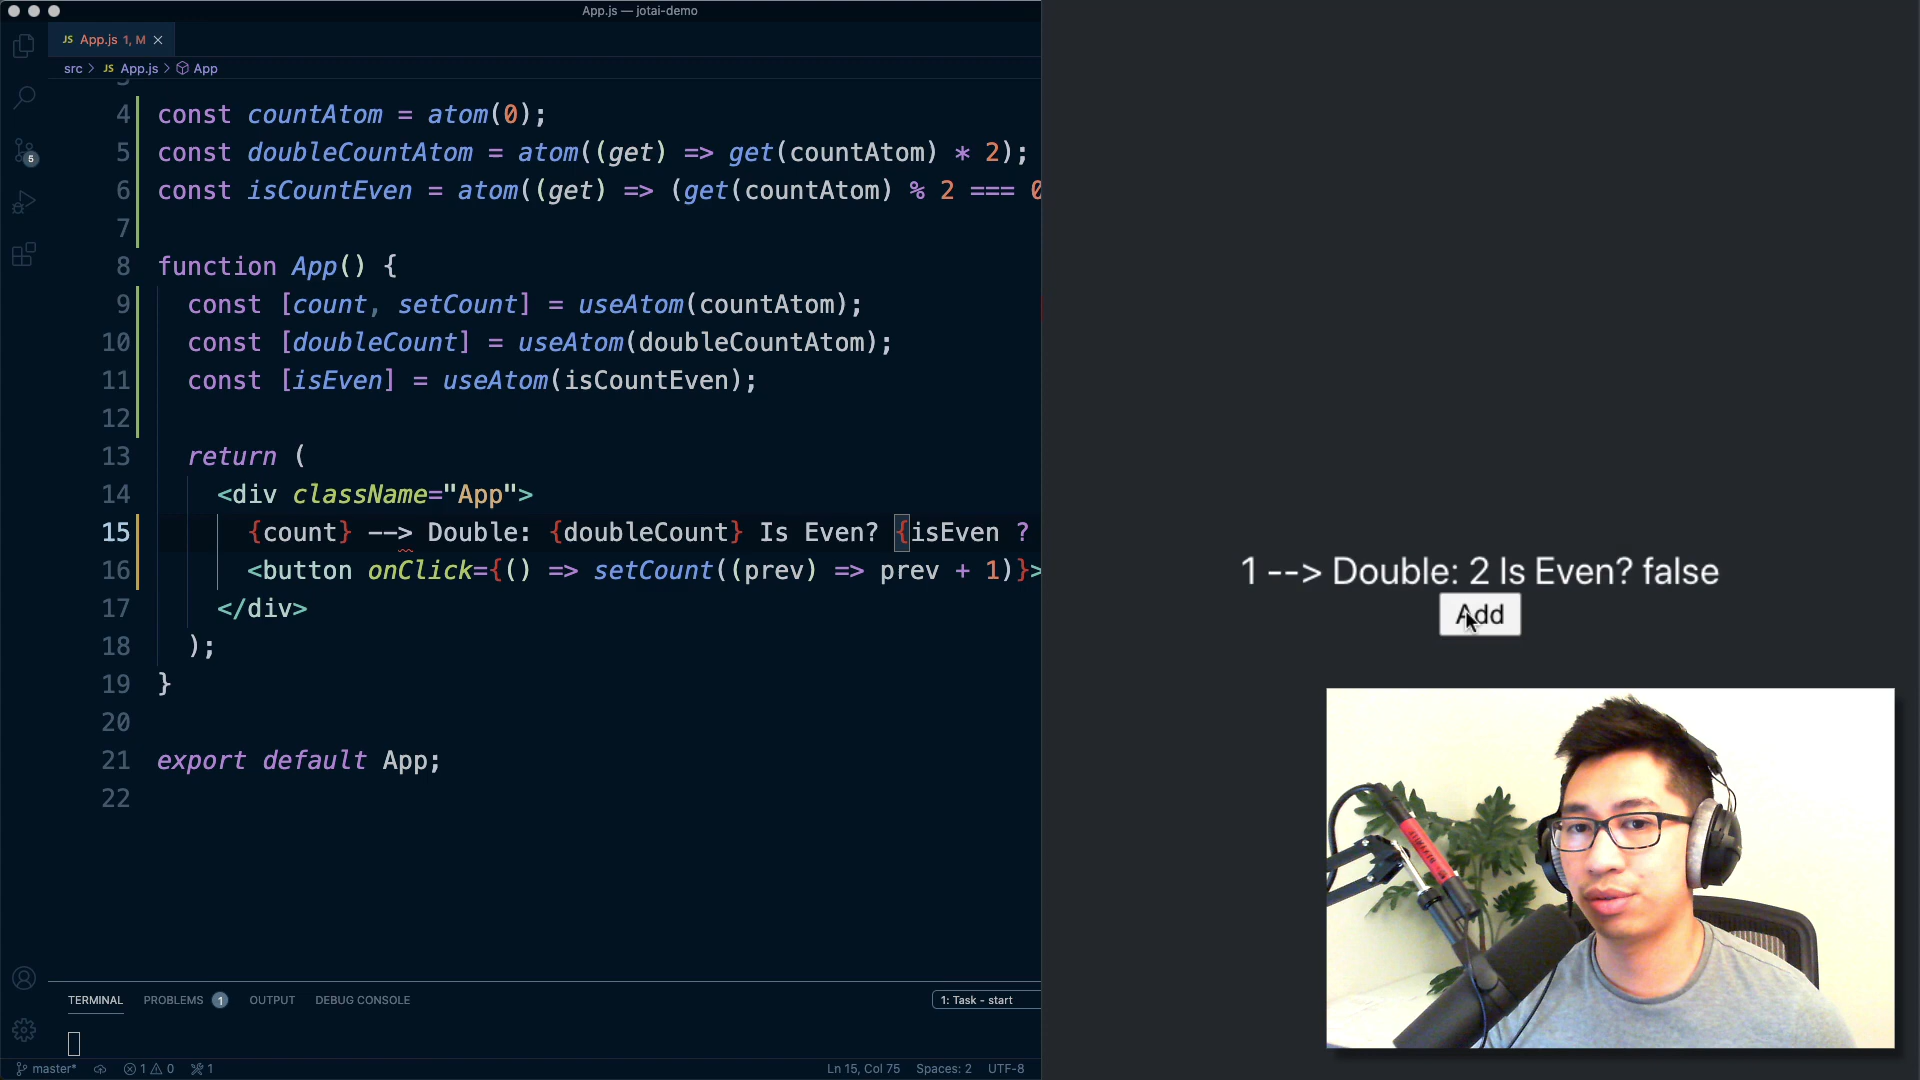 App.js — jotai-demo
JS App.js 1, M
src > JS App.js > App
4 const countAtom = atom(0);
5 const doubleCountAtom = atom((get) => get(countAtom) * 2);
6 const isCountEven = atom((get) => (get(countAtom) % 2 === 0
7
8 function App() {
9 const [count, setCount] = useAtom(countAtom);
10 const [doubleCount] = useAtom(doubleCountAtom);
11 const [isEven] = useAtom(isCountEven);
12
13 return (
14 <div className="App">
15 {count} --> Double: {doubleCount} Is Even? {isEven ?
16 <button onClick={() => setCount((prev) => prev + 1)}>
17 </div>
18 );
19 }
20
21 export default App;
22
5
1 --> Double: 2 Is Even? false
Add
TERMINAL PROBLEMS 1 OUTPUT DEBUG CONSOLE 1: Task - start
master* 1 0 1 Ln 15, Col 75 Spaces: 2 UTF-8